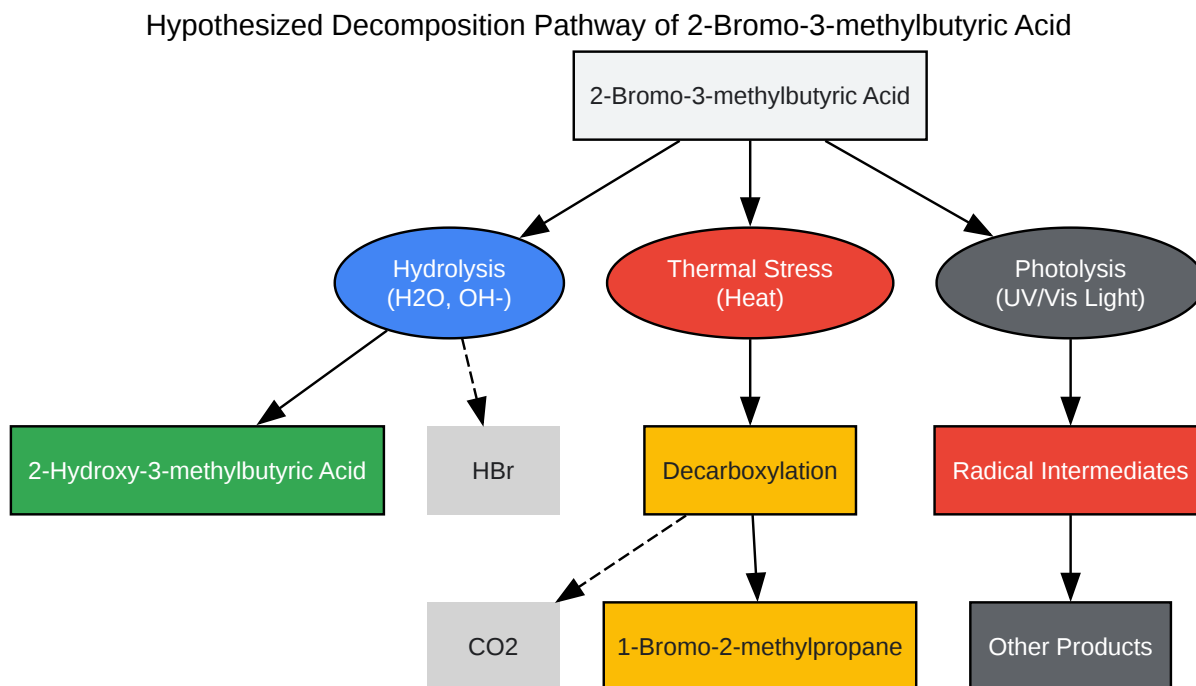 Hypothesized Decomposition Pathway of 2-Bromo-3-methylbutyric Acid
2-Bromo-3-methylbutyric Acid
Hydrolysis
(H2O, OH-)
Thermal Stress
(Heat)
Photolysis
(UV/Vis Light)
2-Hydroxy-3-methylbutyric Acid
HBr
Decarboxylation
Radical Intermediates
CO2
1-Bromo-2-methylpropane
Other Products